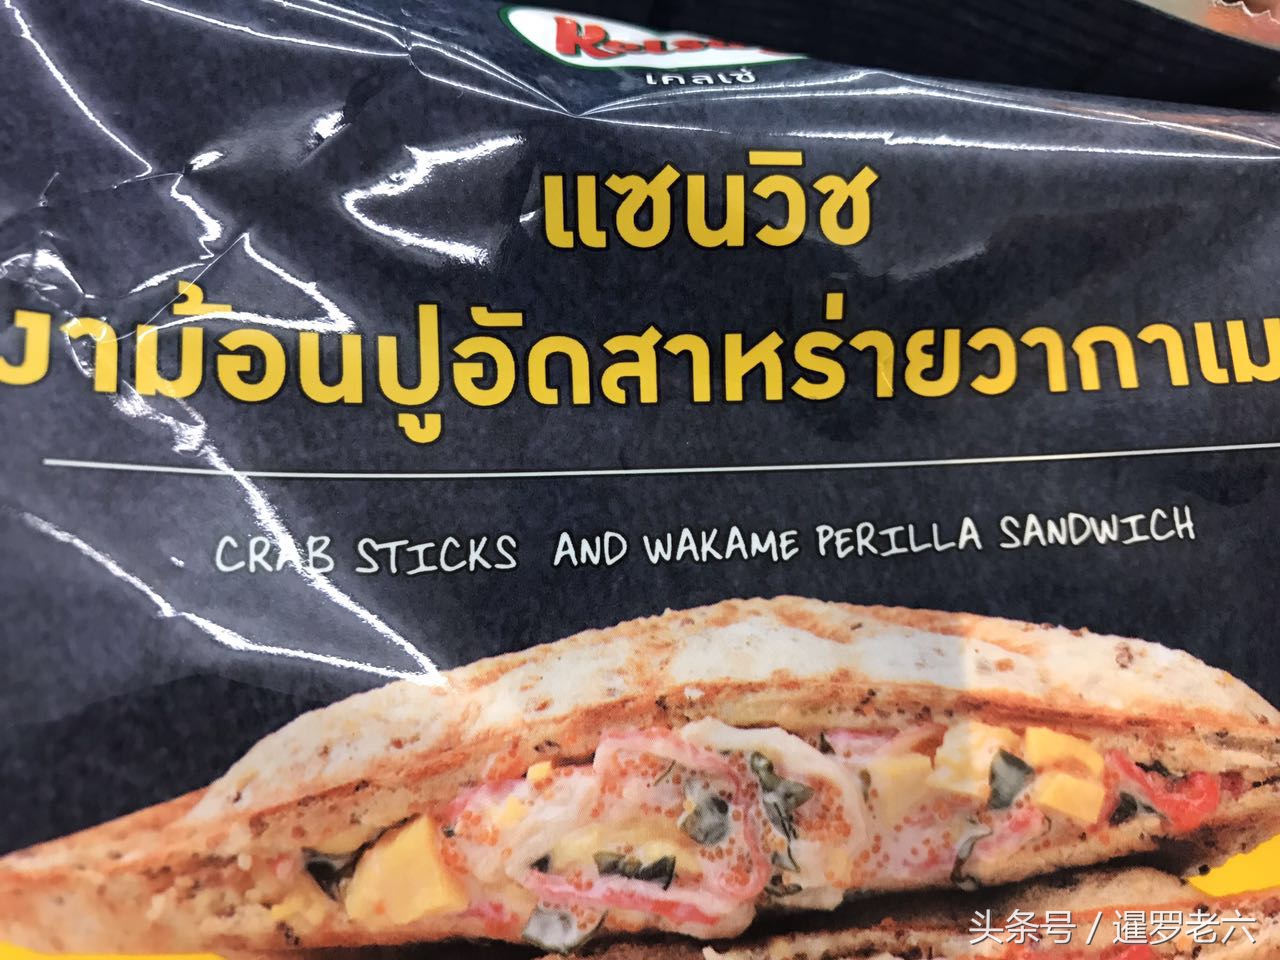 เคลเซ่
แซนวิช
งาม้อนปูอัดสาหร่ายวากาเม
CRAB STICKS AND WAKAME PERILLA SANDWICH
头条号 / 暹罗老六